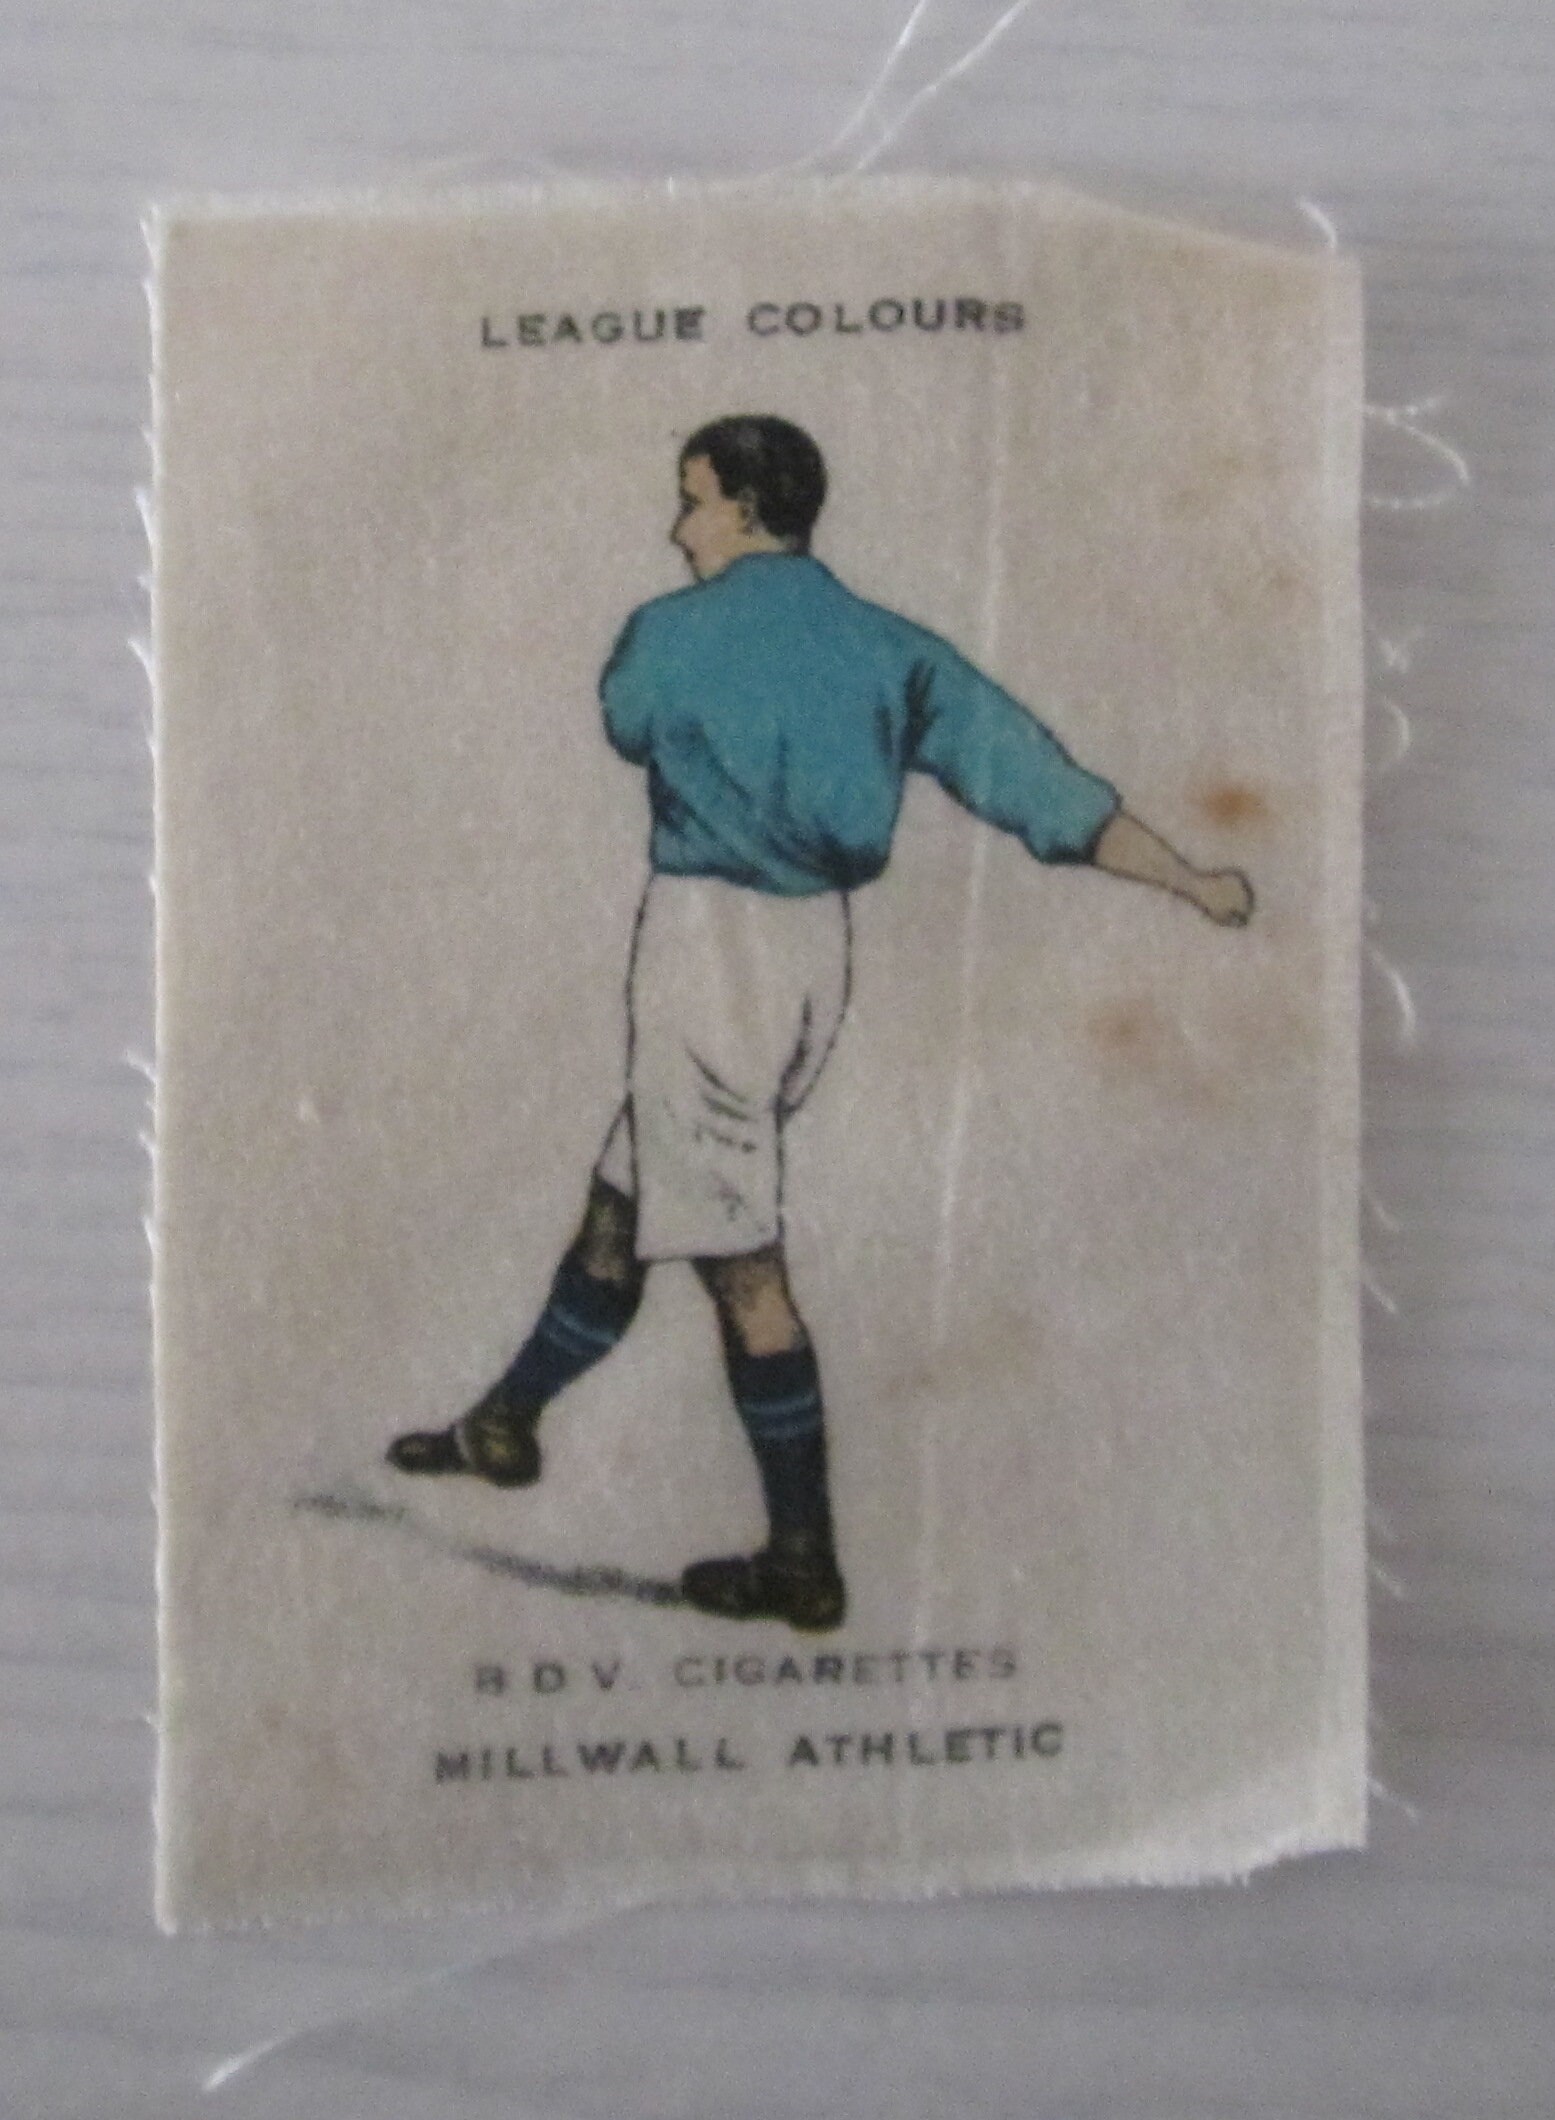 LEAGUE COLOURS
B D V. CIGARETTES
MILLWALL ATHLETIC